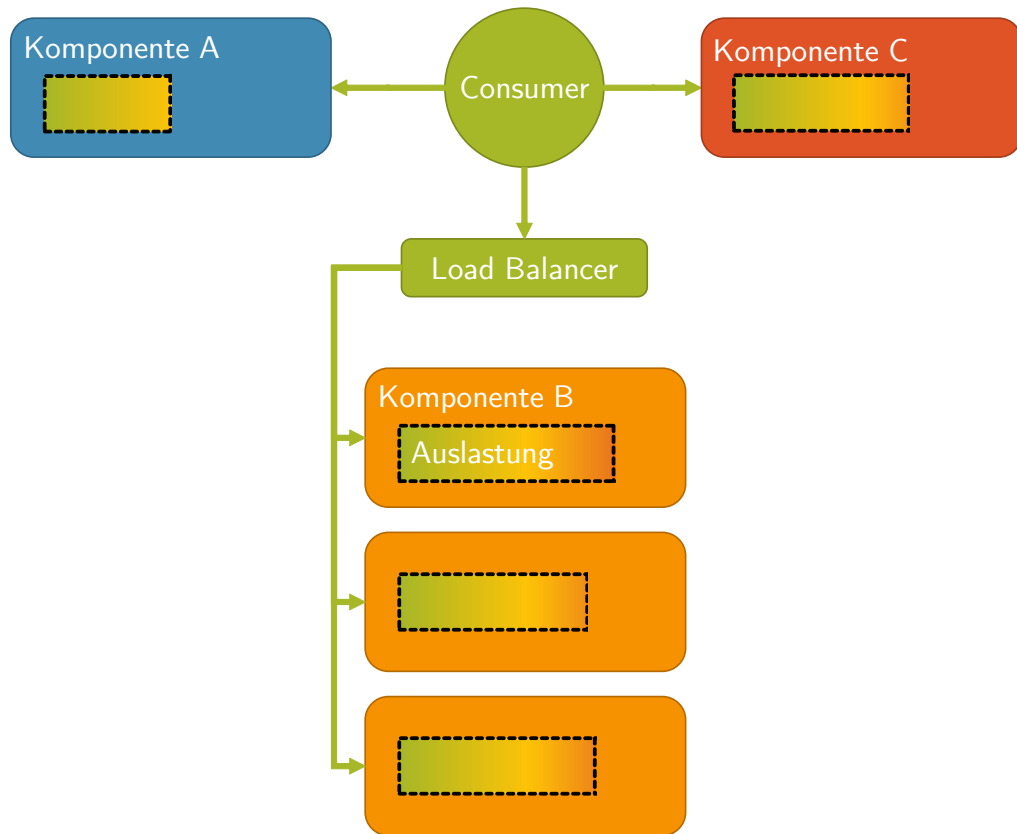 Komponente A
Consumer
Komponente C
Load Balancer
Komponente B
Auslastung